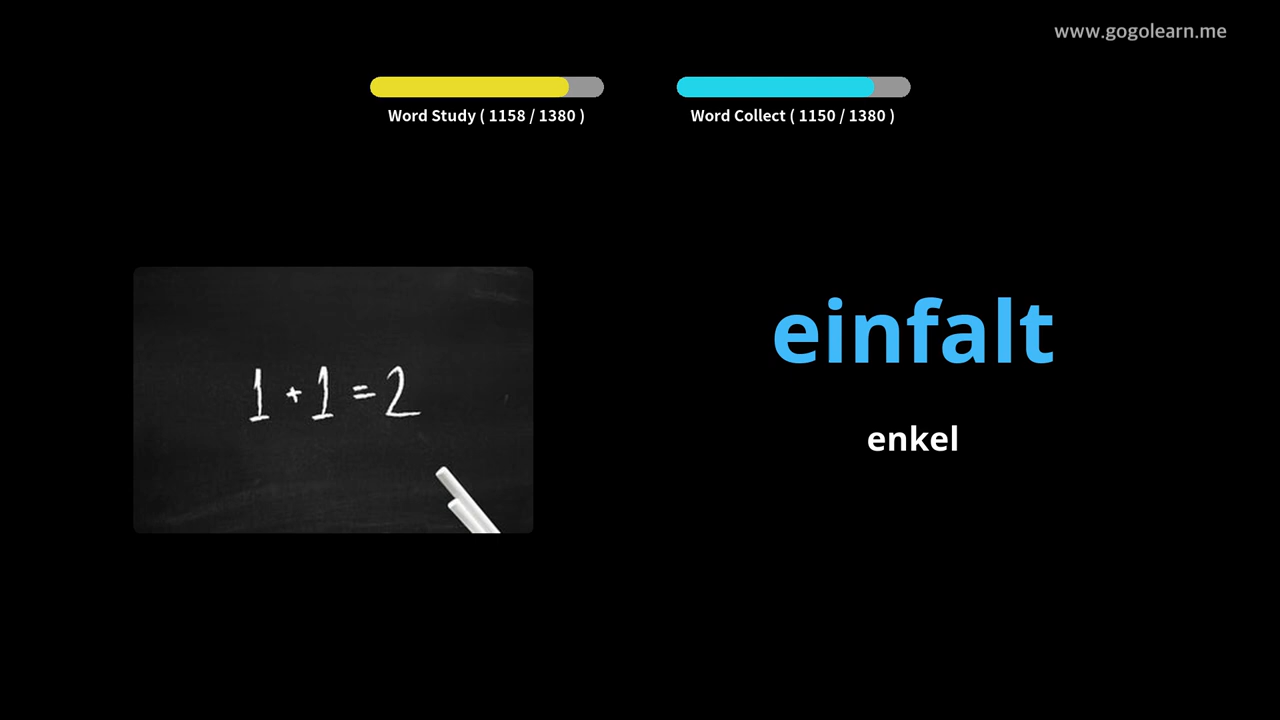 www.gogolearn.me
Word Study ( 1158 / 1380 )
Word Collect ( 1150 / 1380 )
1 + 1 = 2
einfalt
enkel